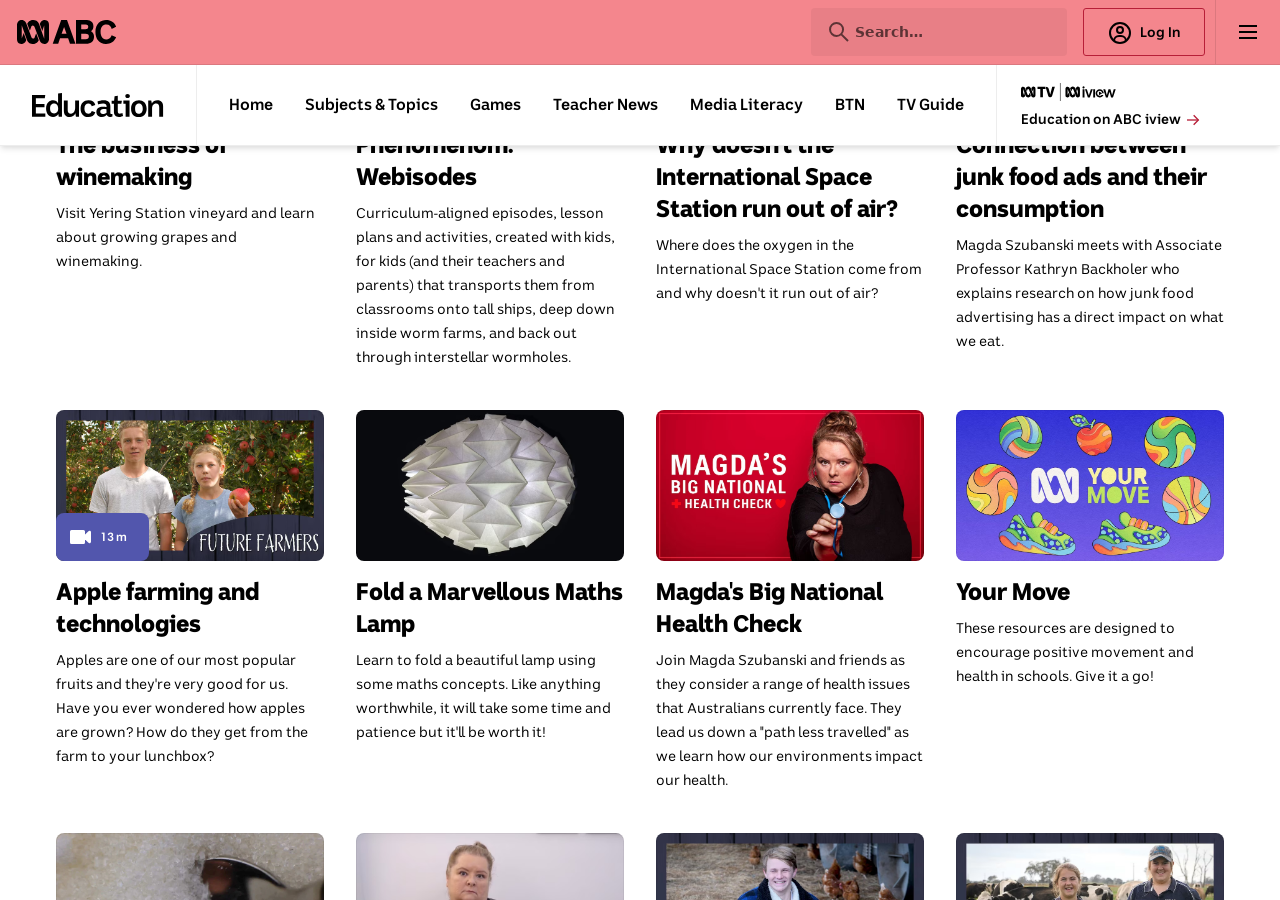 ABC
Search...
Log In
Education
Home
Subjects & Topics
Games
Teacher News
Media Literacy
BTN
TV Guide
TV
iview
Education on ABC iview
The business of
winemaking
Visit Yering Station vineyard and learn
about growing grapes and
winemaking.
Phenomenom:
Webisodes
Curriculum-aligned episodes, lesson
plans and activities, created with kids,
for kids (and their teachers and
parents) that transports them from
classrooms onto tall ships, deep down
inside worm farms, and back out
through interstellar wormholes.
Why doesn't the
International Space
Station run out of air?
Where does the oxygen in the
International Space Station come from
and why doesn't it run out of air?
Connection between
junk food ads and their
consumption
Magda Szubanski meets with Associate
Professor Kathryn Backholer who
explains research on how junk food
advertising has a direct impact on what
we eat.
13m
FUTURE FARMERS
Apple farming and
technologies
Apples are one of our most popular
fruits and they're very good for us.
Have you ever wondered how apples
are grown? How do they get from the
farm to your lunchbox?
Fold a Marvellous Maths
Lamp
Learn to fold a beautiful lamp using
some maths concepts. Like anything
worthwhile, it will take some time and
patience but it'll be worth it!
MAGDA'S
BIG NATIONAL
HEALTH CHECK
Magda's Big National
Health Check
Join Magda Szubanski and friends as
they consider a range of health issues
that Australians currently face. They
lead us down a "path less travelled" as
we learn how our environments impact
our health.
YOUR
MOVE
Your Move
These resources are designed to
encourage positive movement and
health in schools. Give it a go!